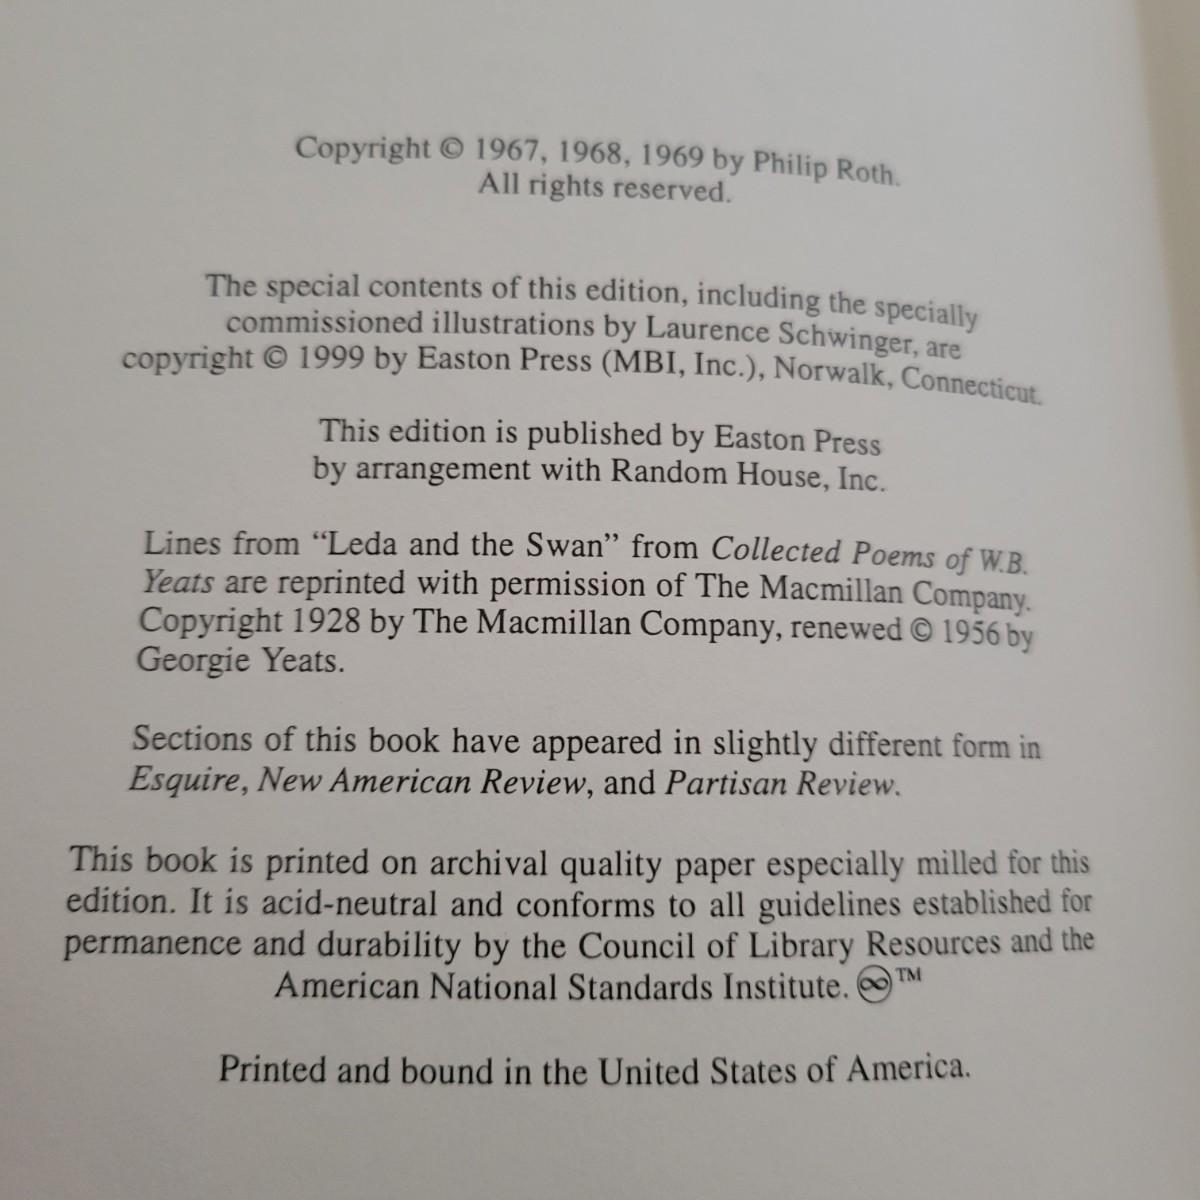 Copyright © 1967, 1968, 1969 by Philip Roth.
All rights reserved.
The special contents of this edition, including the specially
commissioned illustrations by Laurence Schwinger, are
copyright © 1999 by Easton Press (MBI, Inc.), Norwalk, Connecticut.
This edition is published by Easton Press
by arrangement with Random House, Inc.
Lines from “Leda and the Swan” from Collected Poems of W.B.
Yeats are reprinted with permission of The Macmillan Company.
Copyright 1928 by The Macmillan Company, renewed © 1956 by
Georgie Yeats.
Sections of this book have appeared in slightly different form in
Esquire, New American Review, and Partisan Review.
This book is printed on archival quality paper especially milled for this
edition. It is acid-neutral and conforms to all guidelines established for
permanence and durability by the Council of Library Resources and the
American National Standards Institute. ♾™
Printed and bound in the United States of America.